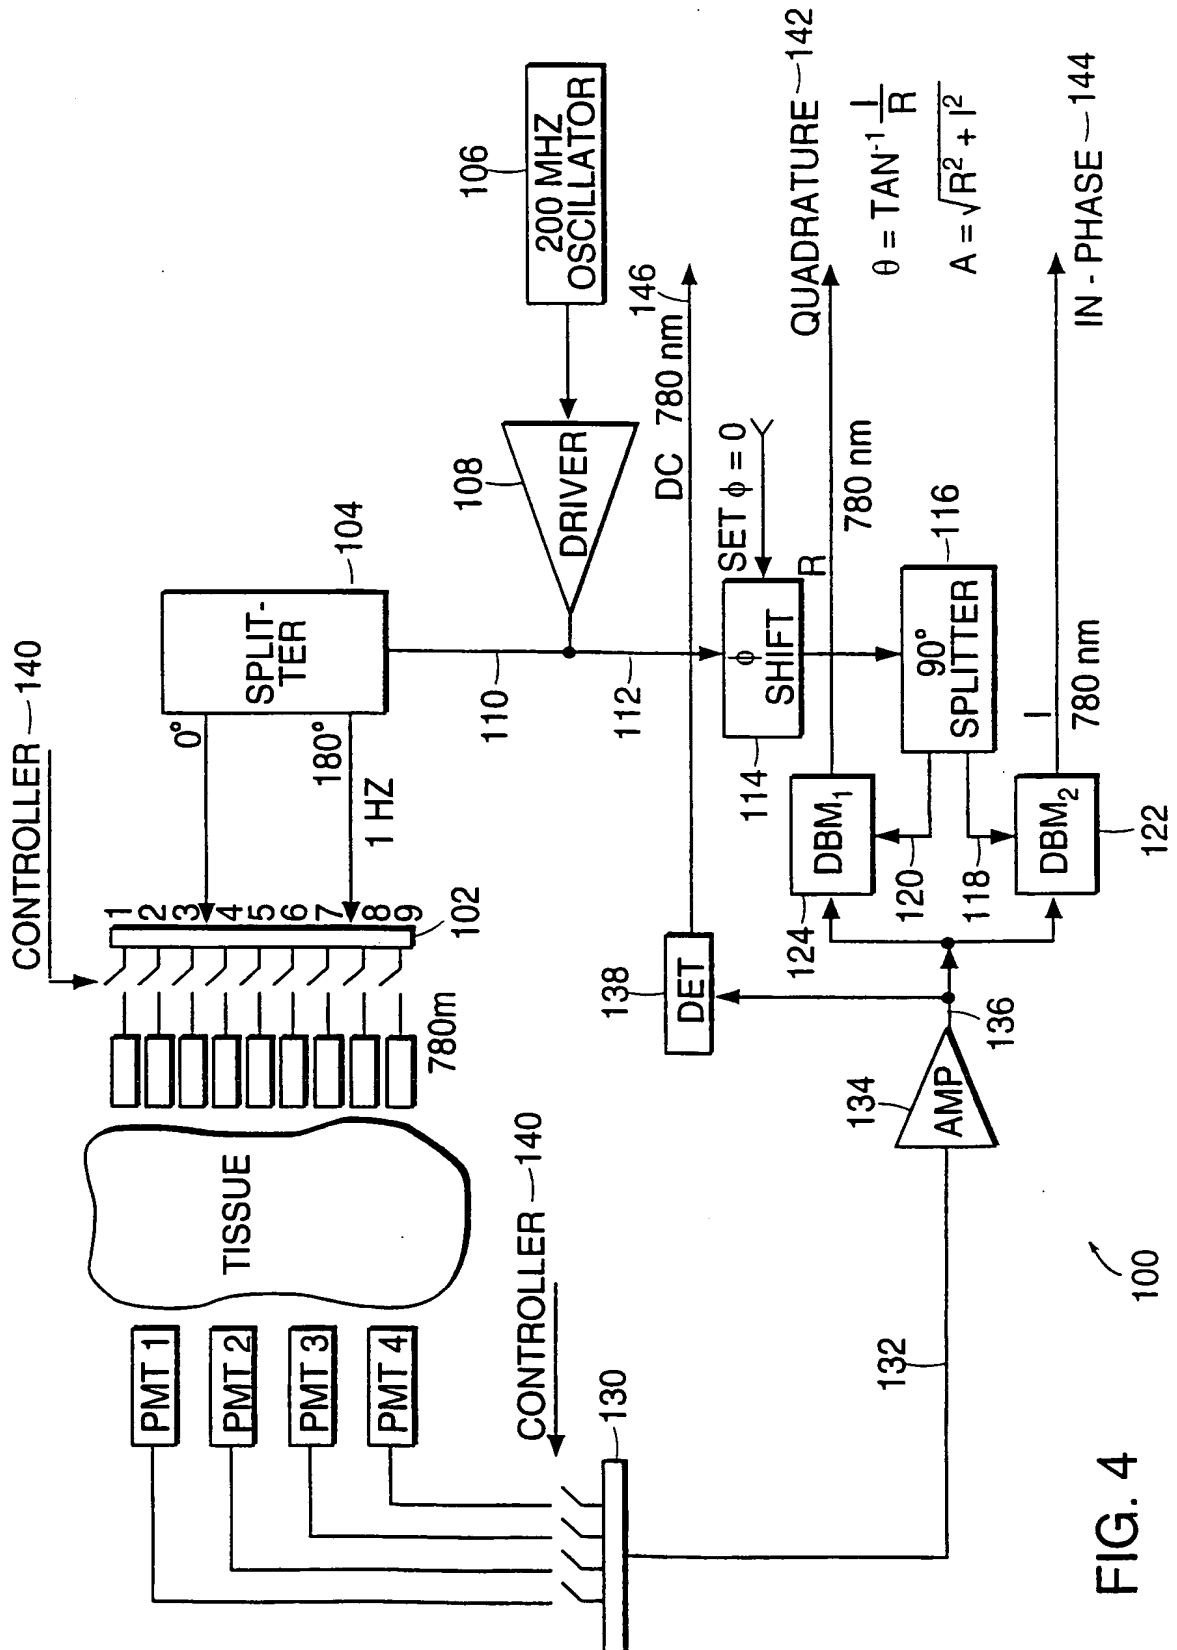 CONTROLLER 140
TISSUE
1
2
3
4
5
6
7
8
9
780m
102
0°
180°
1 HZ
SPLIT-
TER
104
110
112
DRIVER
108
200 MHZ
OSCILLATOR
106
PMT 1
PMT 2
PMT 3
PMT 4
CONTROLLER 140
130
132
AMP
134
136
DET
138
DC 780 nm 146
SET ϕ = 0
ϕ
SHIFT
114
R
780 nm
QUADRATURE 142
θ = TAN⁻¹ I/R
A = √R² + I²
DBM₁
124
120
118
90°
SPLITTER
116
DBM₂
122
I
780 nm
IN - PHASE 144
100
FIG. 4